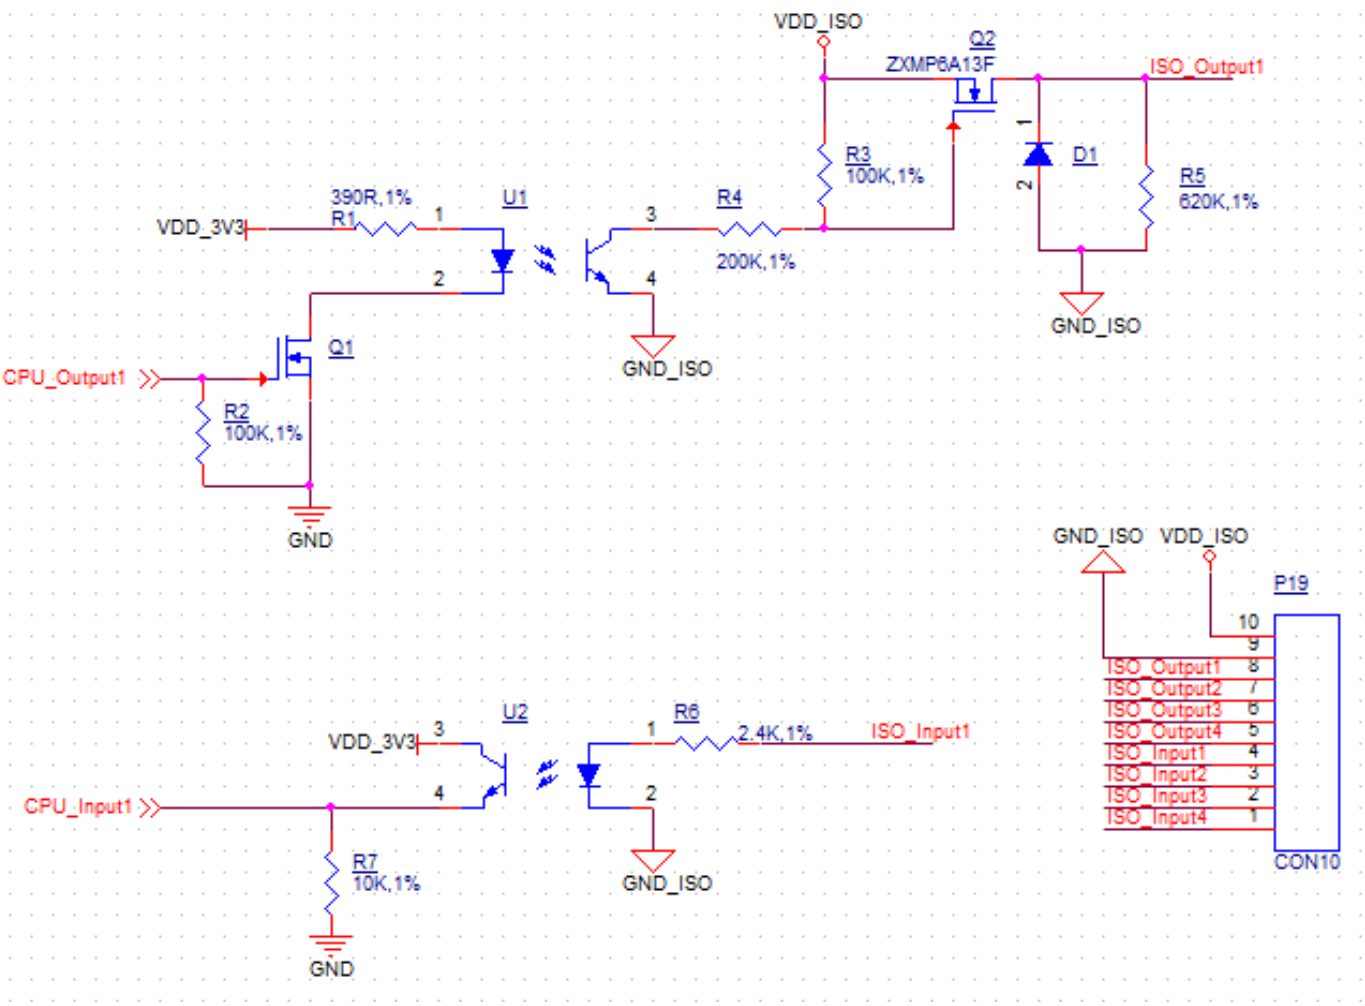 VDD_ISO
Q2
ZXMP6A13F
ISO_Output1
1
D1
2
R3
100K,1%
R5
620K,1%
390R,1%
R1
VDD_3V3
1
U1
3
R4
200K,1%
2
4
GND_ISO
GND_ISO
Q1
CPU_Output1
R2
100K,1%
GND
GND_ISO
VDD_ISO
P19
10
9
ISO_Output1 8
ISO_Output2 7
ISO_Output3 6
ISO_Output4 5
ISO_Input1 4
ISO_Input2 3
ISO_Input3 2
ISO_Input4 1
CON10
U2
3
VDD_3V3
1
R6
2.4K,1%
ISO_Input1
CPU_Input1
4
2
R7
10K,1%
GND_ISO
GND